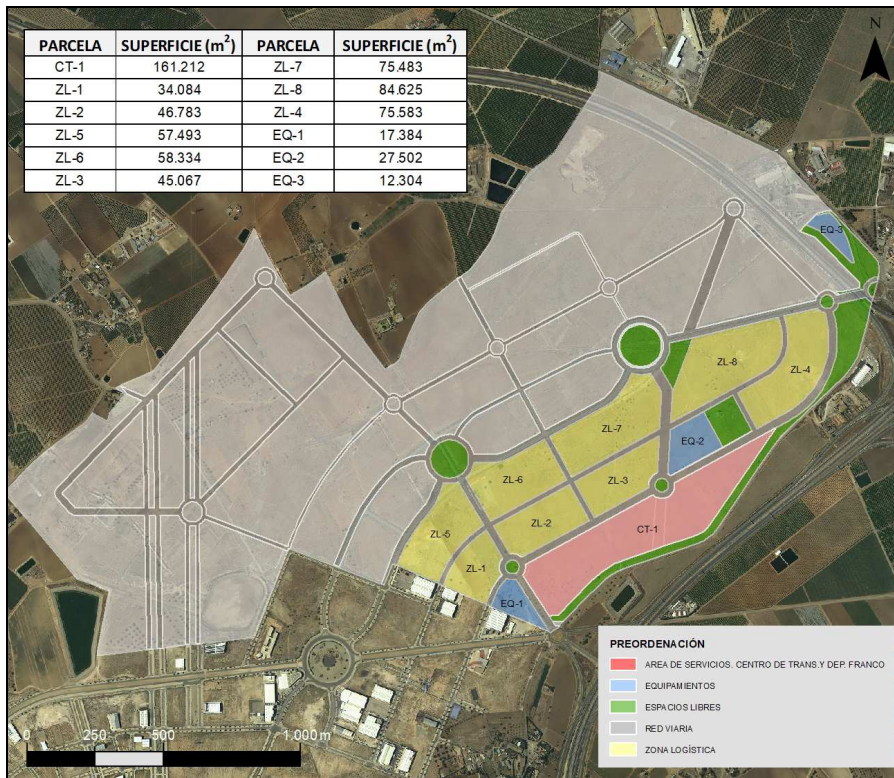 PARCELA SUPERFICIE (m²) PARCELA SUPERFICIE (m²)
CT-1 161.212 ZL-7 75.483
ZL-1 34.084 ZL-8 84.625
ZL-2 46.783 ZL-4 75.583
ZL-5 57.493 EQ-1 17.384
ZL-6 58.334 EQ-2 27.502
ZL-3 45.067 EQ-3 12.304
N
EQ-3
ZL-8
ZL-4
ZL-7
EQ-2
ZL-6
ZL-3
ZL-2
CT-1
ZL-5
ZL-1
EQ-1
PREORDENACIÓN
AREA DE SERVICIOS. CENTRO DE TRANS.Y DEP. FRANCO
EQUIPAMIENTOS
ESPACIOS LIBRES
RED VIARIA
ZONA LOGÍSTICA
0 250 500 1.000 m